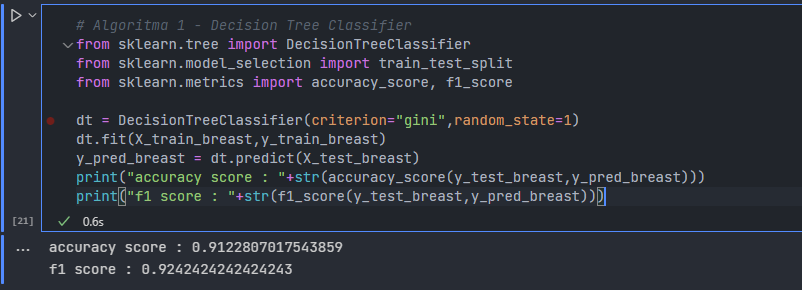 # Algoritma 1 - Decision Tree Classifier
from sklearn.tree import DecisionTreeClassifier
from sklearn.model_selection import train_test_split
from sklearn.metrics import accuracy_score, f1_score
dt = DecisionTreeClassifier(criterion="gini",random_state=1)
dt.fit(X_train_breast,y_train_breast)
y_pred_breast = dt.predict(X_test_breast)
print("accuracy score : "+str(accuracy_score(y_test_breast,y_pred_breast)))
print("f1 score : "+str(f1_score(y_test_breast,y_pred_breast)))
[21] 0.6s
... accuracy score : 0.9122807017543859
f1 score : 0.9242424242424243